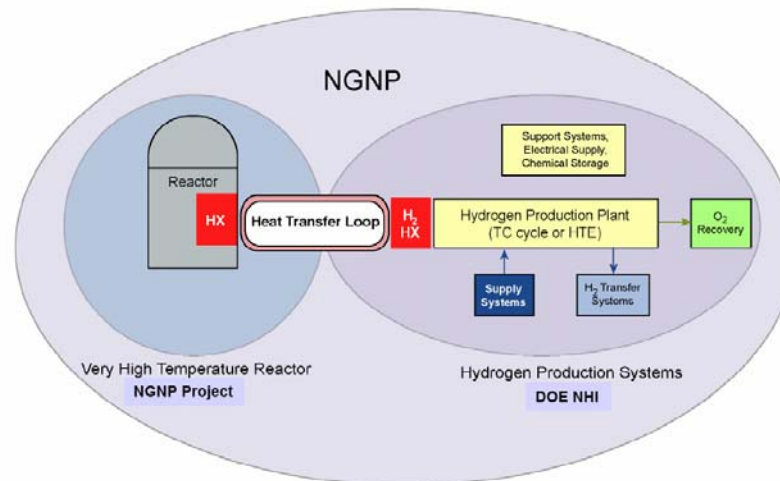 NGNP
Support Systems,
Electrical Supply,
Chemical Storage
Reactor
HX
Heat Transfer Loop
H2
HX
Hydrogen Production Plant
(TC cycle or HTE)
O2
Recovery
Supply
Systems
H2 Transfer
Systems
Very High Temperature Reactor
NGNP Project
Hydrogen Production Systems
DOE NHI